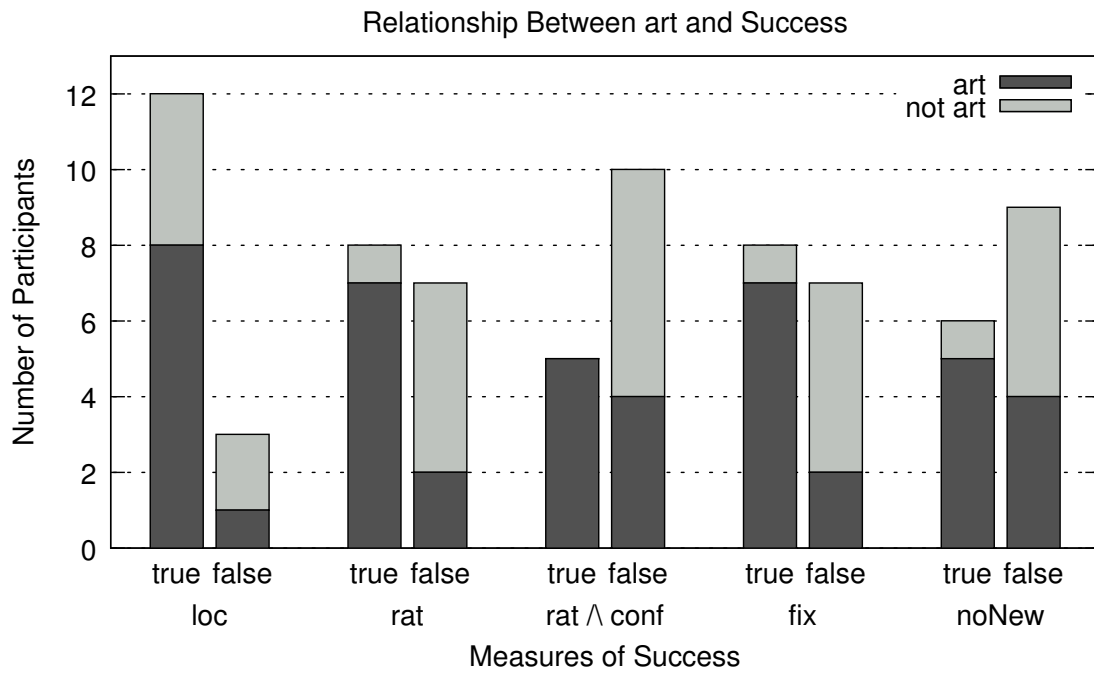 Relationship Between art and Success
art
not art
Number of Participants
12
10
8
6
4
2
0
true false true false true false true false true false
loc rat rat /\ conf fix noNew
Measures of Success